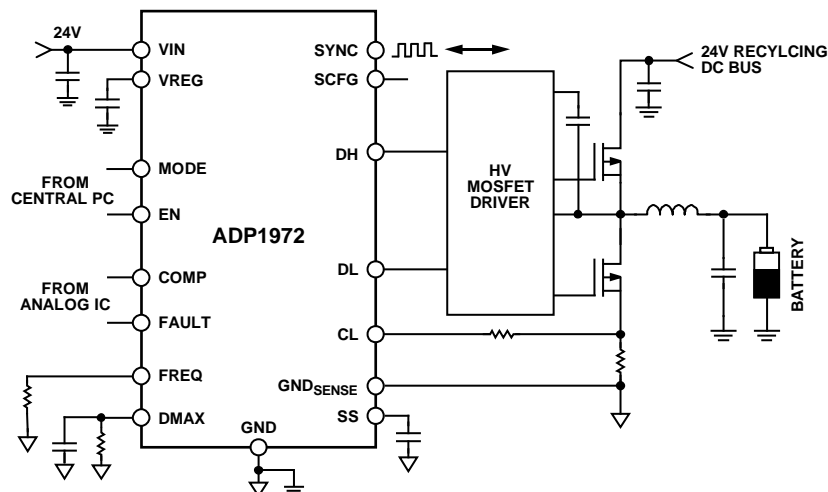 24V
VIN
VREG
FROM
CENTRAL PC
MODE
EN
FROM
ANALOG IC
COMP
FAULT
FREQ
DMAX
ADP1972
GND
SYNC
SCFG
DH
DL
CL
GNDSENSE
SS
HV
MOSFET
DRIVER
24V RECYLCING
DC BUS
BATTERY